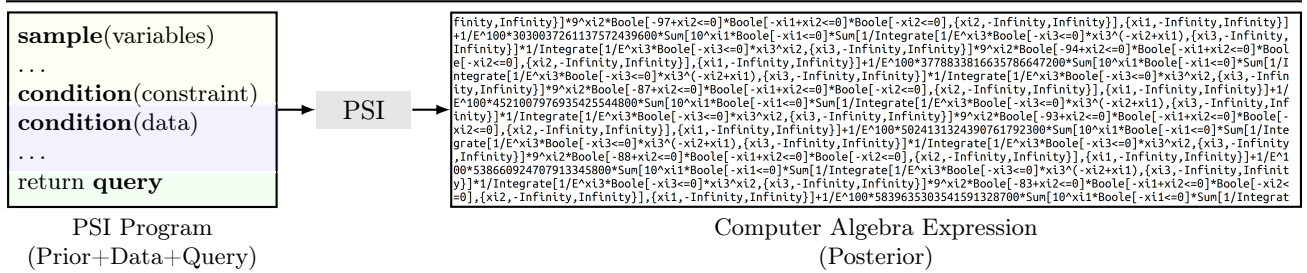 sample(variables)
...
condition(constraint)
condition(data)
...
return query
PSI
finity,Infinity}]*9^xi2*Boole[-97+xi2<=0]*Boole[-xi1+xi2<=0]*Boole[-xi2<=0],{xi2,-Infinity,Infinity}],{xi1,-Infinity,Infinity}]
+1/E^100*3030037261137572439600*Sum[10^xi1*Boole[-xi1<=0]*Sum[1/Integrate[1/E^xi3*Boole[-xi3<=0]*xi3^(-xi2+xi1),{xi3,-Infinity,
Infinity}]*1/Integrate[1/E^xi3*Boole[-xi3<=0]*xi3^xi2,{xi3,-Infinity,Infinity}]*9^xi2*Boole[-94+xi2<=0]*Boole[-xi1+xi2<=0]*Bool
e[-xi2<=0],{xi2,-Infinity,Infinity}],{xi1,-Infinity,Infinity}]+1/E^100*3778833816635786647200*Sum[10^xi1*Boole[-xi1<=0]*Sum[1/I
ntegrate[1/E^xi3*Boole[-xi3<=0]*xi3^(-xi2+xi1),{xi3,-Infinity,Infinity}]*1/Integrate[1/E^xi3*Boole[-xi3<=0]*xi3^xi2,{xi3,-Infin
ity,Infinity}]*9^xi2*Boole[-87+xi2<=0]*Boole[-xi1+xi2<=0]*Boole[-xi2<=0],{xi2,-Infinity,Infinity}],{xi1,-Infinity,Infinity}]+1/
E^100*4521007976935425544800*Sum[10^xi1*Boole[-xi1<=0]*Sum[1/Integrate[1/E^xi3*Boole[-xi3<=0]*xi3^(-xi2+xi1),{xi3,-Infinity,Inf
inity}]*1/Integrate[1/E^xi3*Boole[-xi3<=0]*xi3^xi2,{xi3,-Infinity,Infinity}]*9^xi2*Boole[-93+xi2<=0]*Boole[-xi1+xi2<=0]*Boole[-
xi2<=0],{xi2,-Infinity,Infinity}],{xi1,-Infinity,Infinity}]+1/E^100*5024131324390761792300*Sum[10^xi1*Boole[-xi1<=0]*Sum[1/Inte
grate[1/E^xi3*Boole[-xi3<=0]*xi3^(-xi2+xi1),{xi3,-Infinity,Infinity}]*1/Integrate[1/E^xi3*Boole[-xi3<=0]*xi3^xi2,{xi3,-Infinity
,Infinity}]*9^xi2*Boole[-88+xi2<=0]*Boole[-xi1+xi2<=0]*Boole[-xi2<=0],{xi2,-Infinity,Infinity}],{xi1,-Infinity,Infinity}]+1/E^1
00*5386609247079133458​00*Sum[10^xi1*Boole[-xi1<=0]*Sum[1/Integrate[1/E^xi3*Boole[-xi3<=0]*xi3^(-xi2+xi1),{xi3,-Infinity,Infinit
y}]*1/Integrate[1/E^xi3*Boole[-xi3<=0]*xi3^xi2,{xi3,-Infinity,Infinity}]*9^xi2*Boole[-83+xi2<=0]*Boole[-xi1+xi2<=0]*Boole[-xi2<
=0],{xi2,-Infinity,Infinity}],{xi1,-Infinity,Infinity}]+1/E^100*5839635303541591328700*Sum[10^xi1*Boole[-xi1<=0]*Sum[1/Integrat
PSI Program
(Prior+Data+Query)
Computer Algebra Expression
(Posterior)